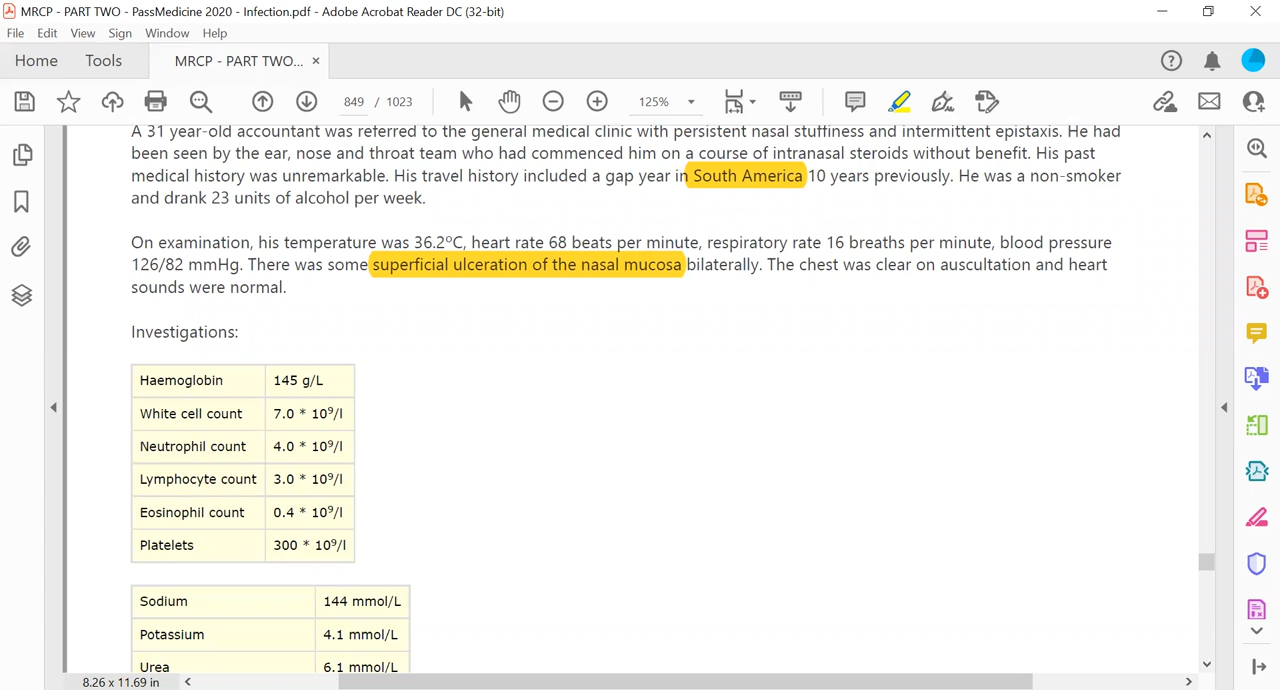 MRCP - PART TWO - PassMedicine 2020 - Infection.pdf - Adobe Acrobat Reader DC (32-bit)
File Edit View Sign Window Help
Home Tools MRCP - PART TWO... ×
849 / 1023 125%
A 31 year-old accountant was referred to the general medical clinic with persistent nasal stuffiness and intermittent epistaxis. He had
been seen by the ear, nose and throat team who had commenced him on a course of intranasal steroids without benefit. His past
medical history was unremarkable. His travel history included a gap year in South America 10 years previously. He was a non-smoker
and drank 23 units of alcohol per week.
On examination, his temperature was 36.2ºC, heart rate 68 beats per minute, respiratory rate 16 breaths per minute, blood pressure
126/82 mmHg. There was some superficial ulceration of the nasal mucosa bilaterally. The chest was clear on auscultation and heart
sounds were normal.
Investigations:
Haemoglobin 145 g/L
White cell count 7.0 * 10⁹/l
Neutrophil count 4.0 * 10⁹/l
Lymphocyte count 3.0 * 10⁹/l
Eosinophil count 0.4 * 10⁹/l
Platelets 300 * 10⁹/l
Sodium 144 mmol/L
Potassium 4.1 mmol/L
Urea 6.1 mmol/L
8.26 x 11.69 in